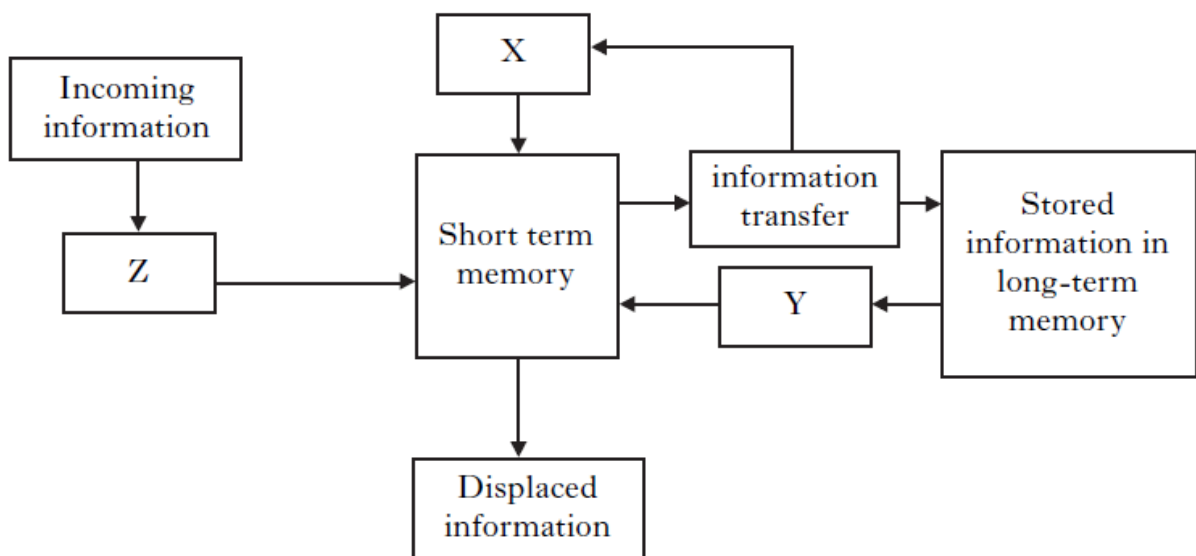 X
Incoming
information
information
transfer
Stored
information in
long-term
memory
Short term
memory
Z
Y
Displaced
information